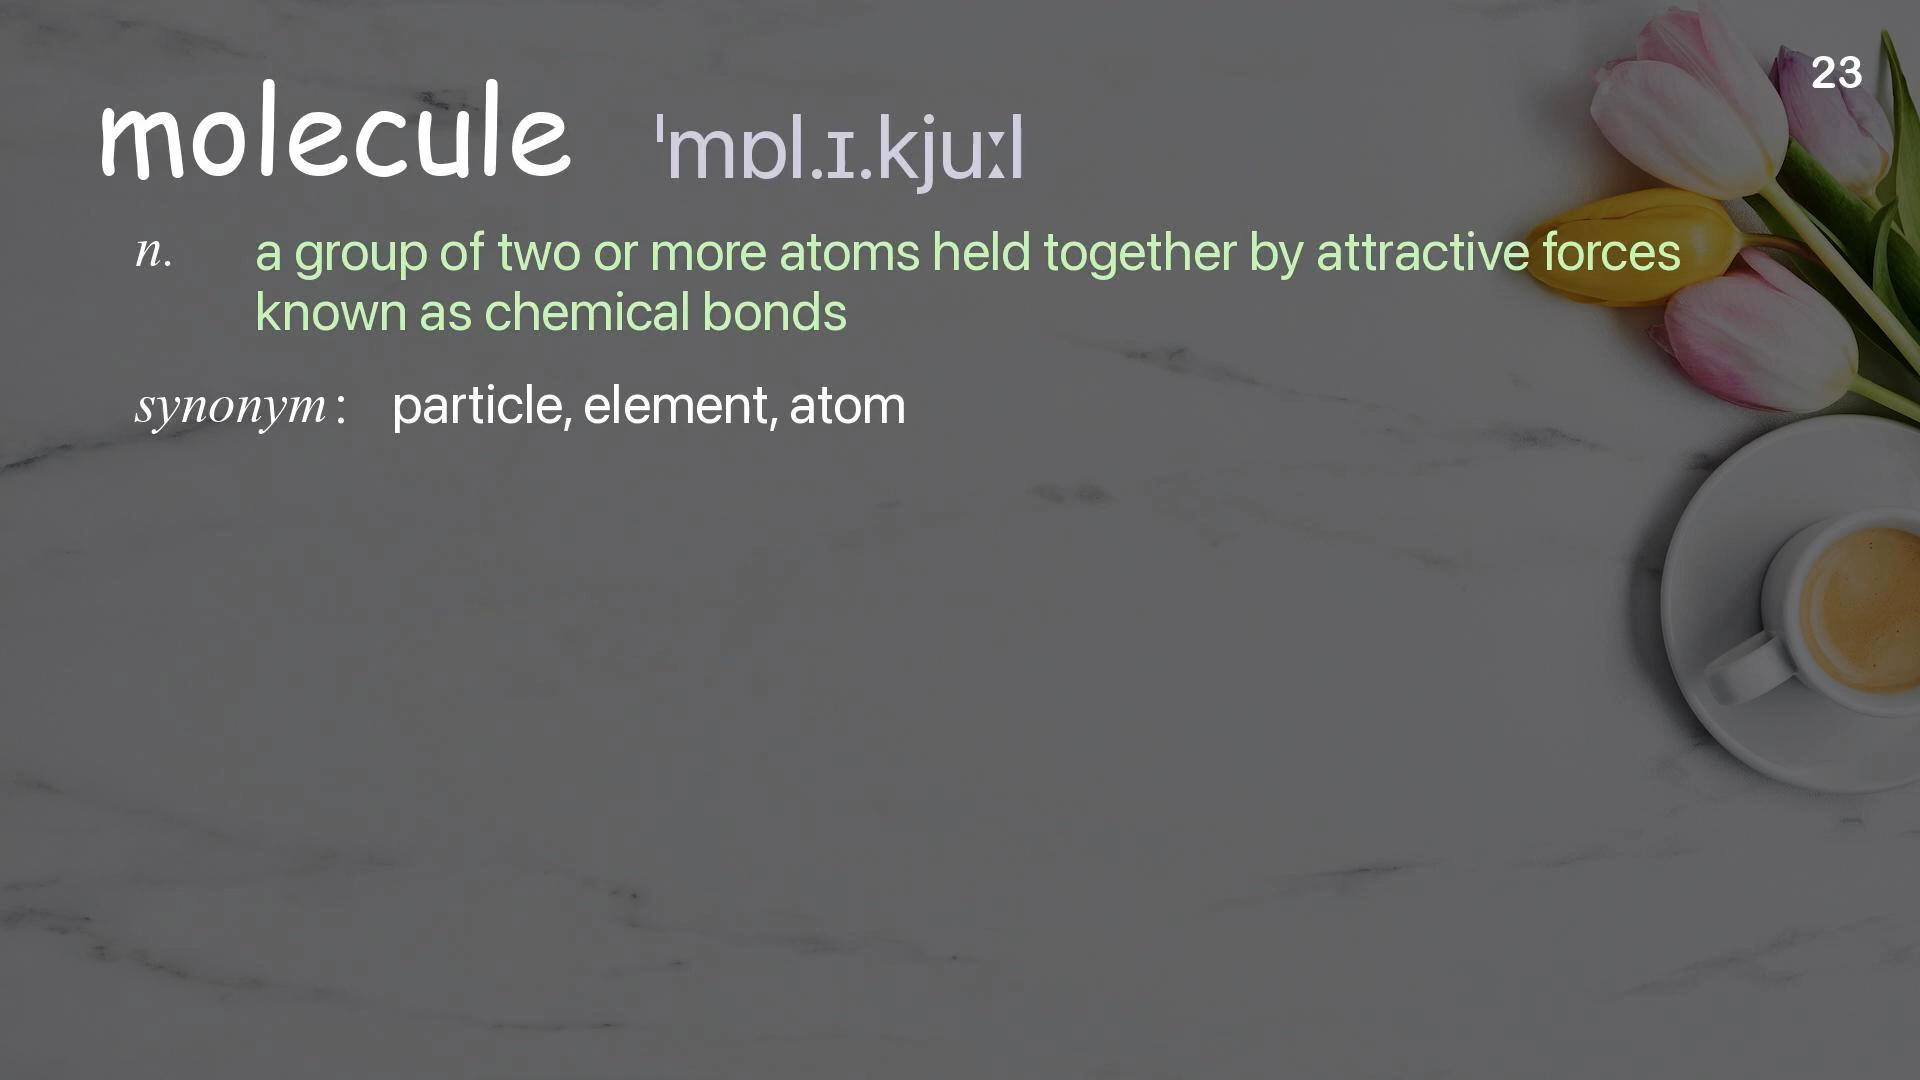 23
molecule ˈmɒl.ɪ.kjuːl
n. a group of two or more atoms held together by attractive forces
known as chemical bonds
synonym: particle, element, atom